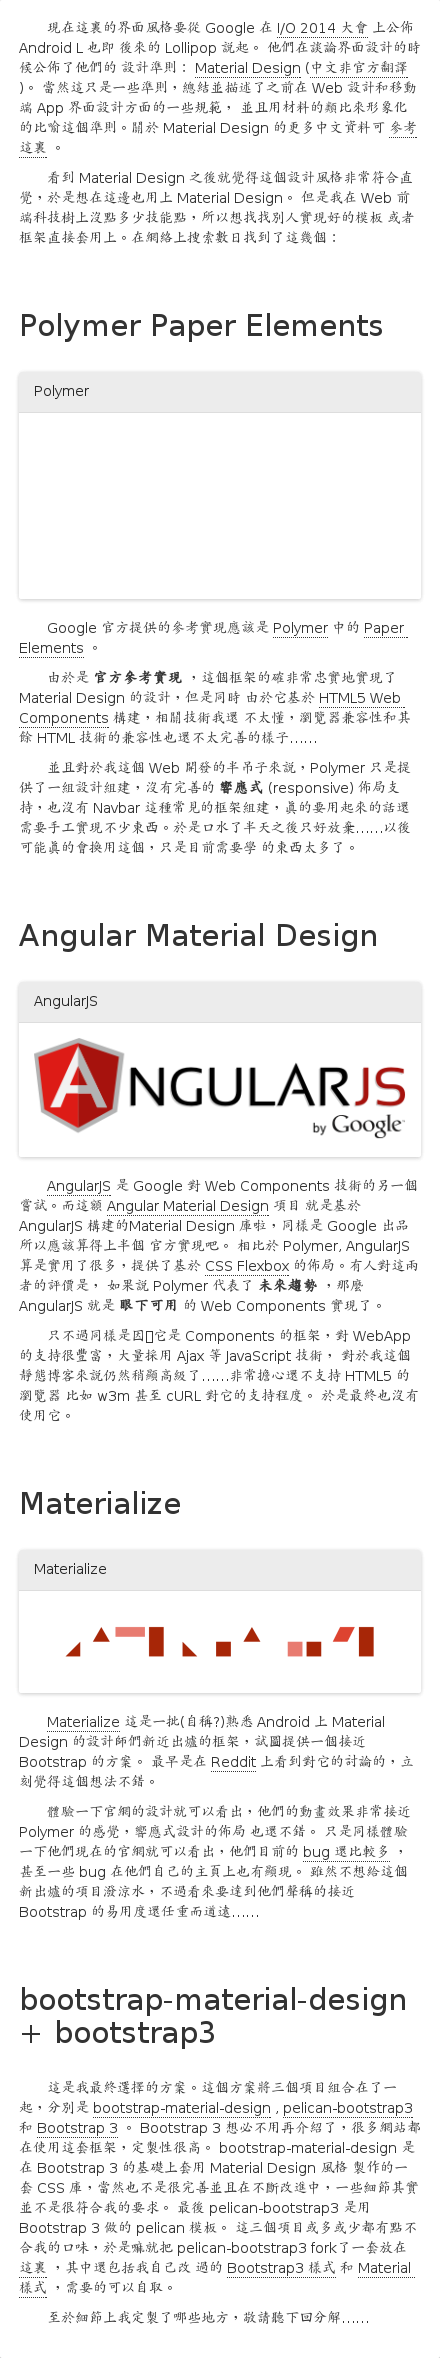 現在這裏的界面風格要從 Google 在 I/O 2014 大會 上公佈
Android L 也即 後來的 Lollipop 說起。 他們在談論界面設計的時
候公佈了他們的 設計準則： Material Design (中文非官方翻譯
)。 當然這只是一些準則，總結並描述了之前在 Web 設計和移動
端 App 界面設計方面的一些規範， 並且用材料的類比來形象化
的比喻這個準則。關於 Material Design 的更多中文資料可 參考
這裏 。
看到 Material Design 之後就覺得這個設計風格非常符合直
覺，於是想在這邊也用上 Material Design。 但是我在 Web 前
端科技樹上沒點多少技能點，所以想找找別人實現好的模板 或者
框架直接套用上。在網絡上搜索數日找到了這幾個：
Polymer Paper Elements
Polymer
Google 官方提供的參考實現應該是 Polymer 中的 Paper
Elements 。
由於是 官方參考實現 ，這個框架的確非常忠實地實現了
Material Design 的設計，但是同時 由於它基於 HTML5 Web
Components 構建，相關技術我還 不太懂，瀏覽器兼容性和其
餘 HTML 技術的兼容性也還不太完善的樣子……
並且對於我這個 Web 開發的半吊子來說，Polymer 只是提
供了一組設計組建，沒有完善的 響應式 (responsive) 佈局支
持，也沒有 Navbar 這種常見的框架組建，真的要用起來的話還
需要手工實現不少東西。於是口水了半天之後只好放棄……以後
可能真的會換用這個，只是目前需要學 的東西太多了。
Angular Material Design
AngularJS
ANGULARJS
by Google
AngularJS 是 Google 對 Web Components 技術的另一個
嘗試。而這額 Angular Material Design 項目 就是基於
AngularJS 構建的Material Design 庫啦，同樣是 Google 出品
所以應該算得上半個 官方實現吧。 相比於 Polymer, AngularJS
算是實用了很多，提供了基於 CSS Flexbox 的佈局。有人對這兩
者的評價是， 如果說 Polymer 代表了 未來趨勢 ，那麼
AngularJS 就是 眼下可用 的 Web Components 實現了。
只不過同樣是因它是 Components 的框架，對 WebApp
的支持很豐富，大量採用 Ajax 等 JavaScript 技術， 對於我這個
靜態博客來說仍然稍顯高級了……非常擔心還不支持 HTML5 的
瀏覽器 比如 w3m 甚至 cURL 對它的支持程度。 於是最終也沒有
使用它。
Materialize
Materialize
Materialize 這是一批(自稱?)熟悉 Android 上 Material
Design 的設計師們新近出爐的框架，試圖提供一個接近
Bootstrap 的方案。 最早是在 Reddit 上看到對它的討論的，立
刻覺得這個想法不錯。
體驗一下官網的設計就可以看出，他們的動畫效果非常接近
Polymer 的感覺，響應式設計的佈局 也還不錯。 只是同樣體驗
一下他們現在的官網就可以看出，他們目前的 bug 還比較多 ，
甚至一些 bug 在他們自己的主頁上也有顯現。 雖然不想給這個
新出爐的項目潑涼水，不過看來要達到他們聲稱的接近
Bootstrap 的易用度還任重而道遠……
bootstrap-material-design
+ bootstrap3
這是我最終選擇的方案。這個方案將三個項目組合在了一
起，分別是 bootstrap-material-design , pelican-bootstrap3
和 Bootstrap 3 。 Bootstrap 3 想必不用再介紹了，很多網站都
在使用這套框架，定製性很高。 bootstrap-material-design 是
在 Bootstrap 3 的基礎上套用 Material Design 風格 製作的一
套 CSS 庫，當然也不是很完善並且在不斷改進中，一些細節其實
並不是很符合我的要求。 最後 pelican-bootstrap3 是用
Bootstrap 3 做的 pelican 模板。 這三個項目或多或少都有點不
合我的口味，於是嘛就把 pelican-bootstrap3 fork了一套放在
這裏 ，其中還包括我自己改 過的 Bootstrap3 樣式 和 Material
樣式 ，需要的可以自取。
至於細節上我定製了哪些地方，敬請聽下回分解……